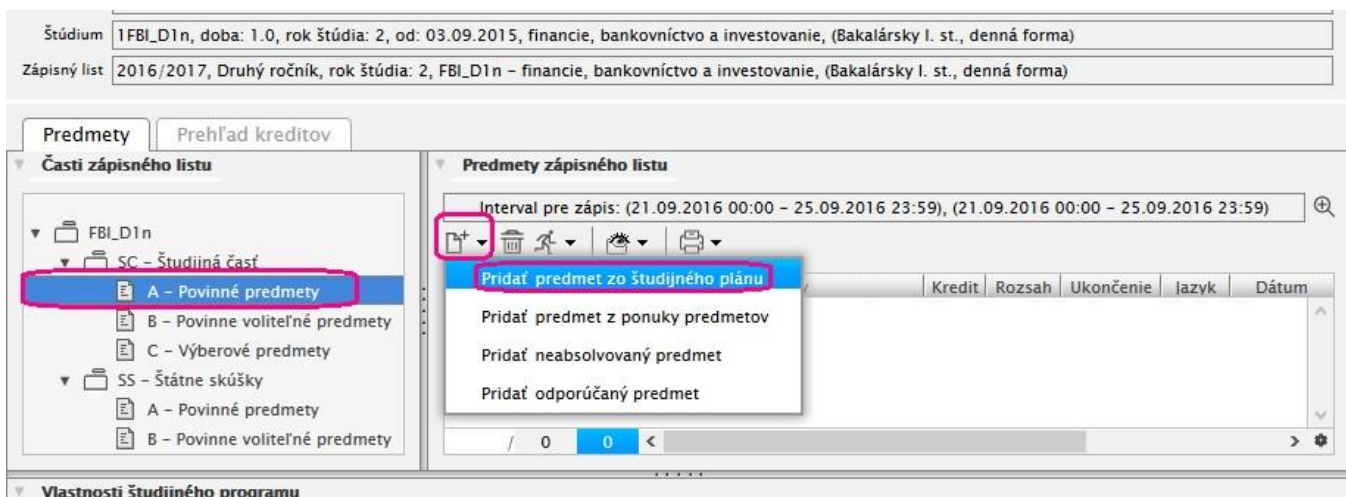 Štúdium 1FBI_D1n, doba: 1.0, rok štúdia: 2, od: 03.09.2015, financie, bankovníctvo a investovanie, (Bakalársky I. st., denná forma)
Zápisný list 2016/2017, Druhý ročník, rok štúdia: 2, FBI_D1n – financie, bankovníctvo a investovanie, (Bakalársky I. st., denná forma)
Predmety Prehľad kreditov
Časti zápisného listu
FBI_D1n
SC – Študijná časť
A – Povinné predmety
B – Povinne voliteľné predmety
C – Výberové predmety
SS – Štátne skúšky
A – Povinné predmety
B – Povinne voliteľné predmety
Predmety zápisného listu
Interval pre zápis: (21.09.2016 00:00 – 25.09.2016 23:59), (21.09.2016 00:00 – 25.09.2016 23:59)
Pridať predmet zo študijného plánu
Pridať predmet z ponuky predmetov
Pridať neabsolvovaný predmet
Pridať odporúčaný predmet
Kredit Rozsah Ukončenie Jazyk Dátum
/ 0 0
Vlastnosti študijného programu